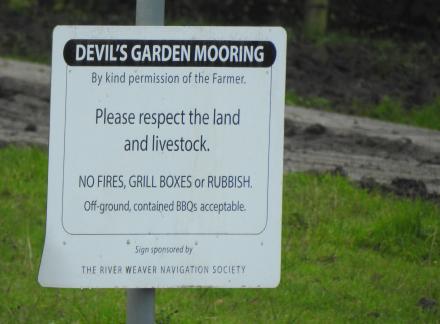 DEVIL'S GARDEN MOORING
By kind permission of the Farmer.
Please respect the land
and livestock.
NO FIRES, GRILL BOXES or RUBBISH.
Off-ground, contained BBQs acceptable.
Sign sponsored by
THE RIVER WEAVER NAVIGATION SOCIETY